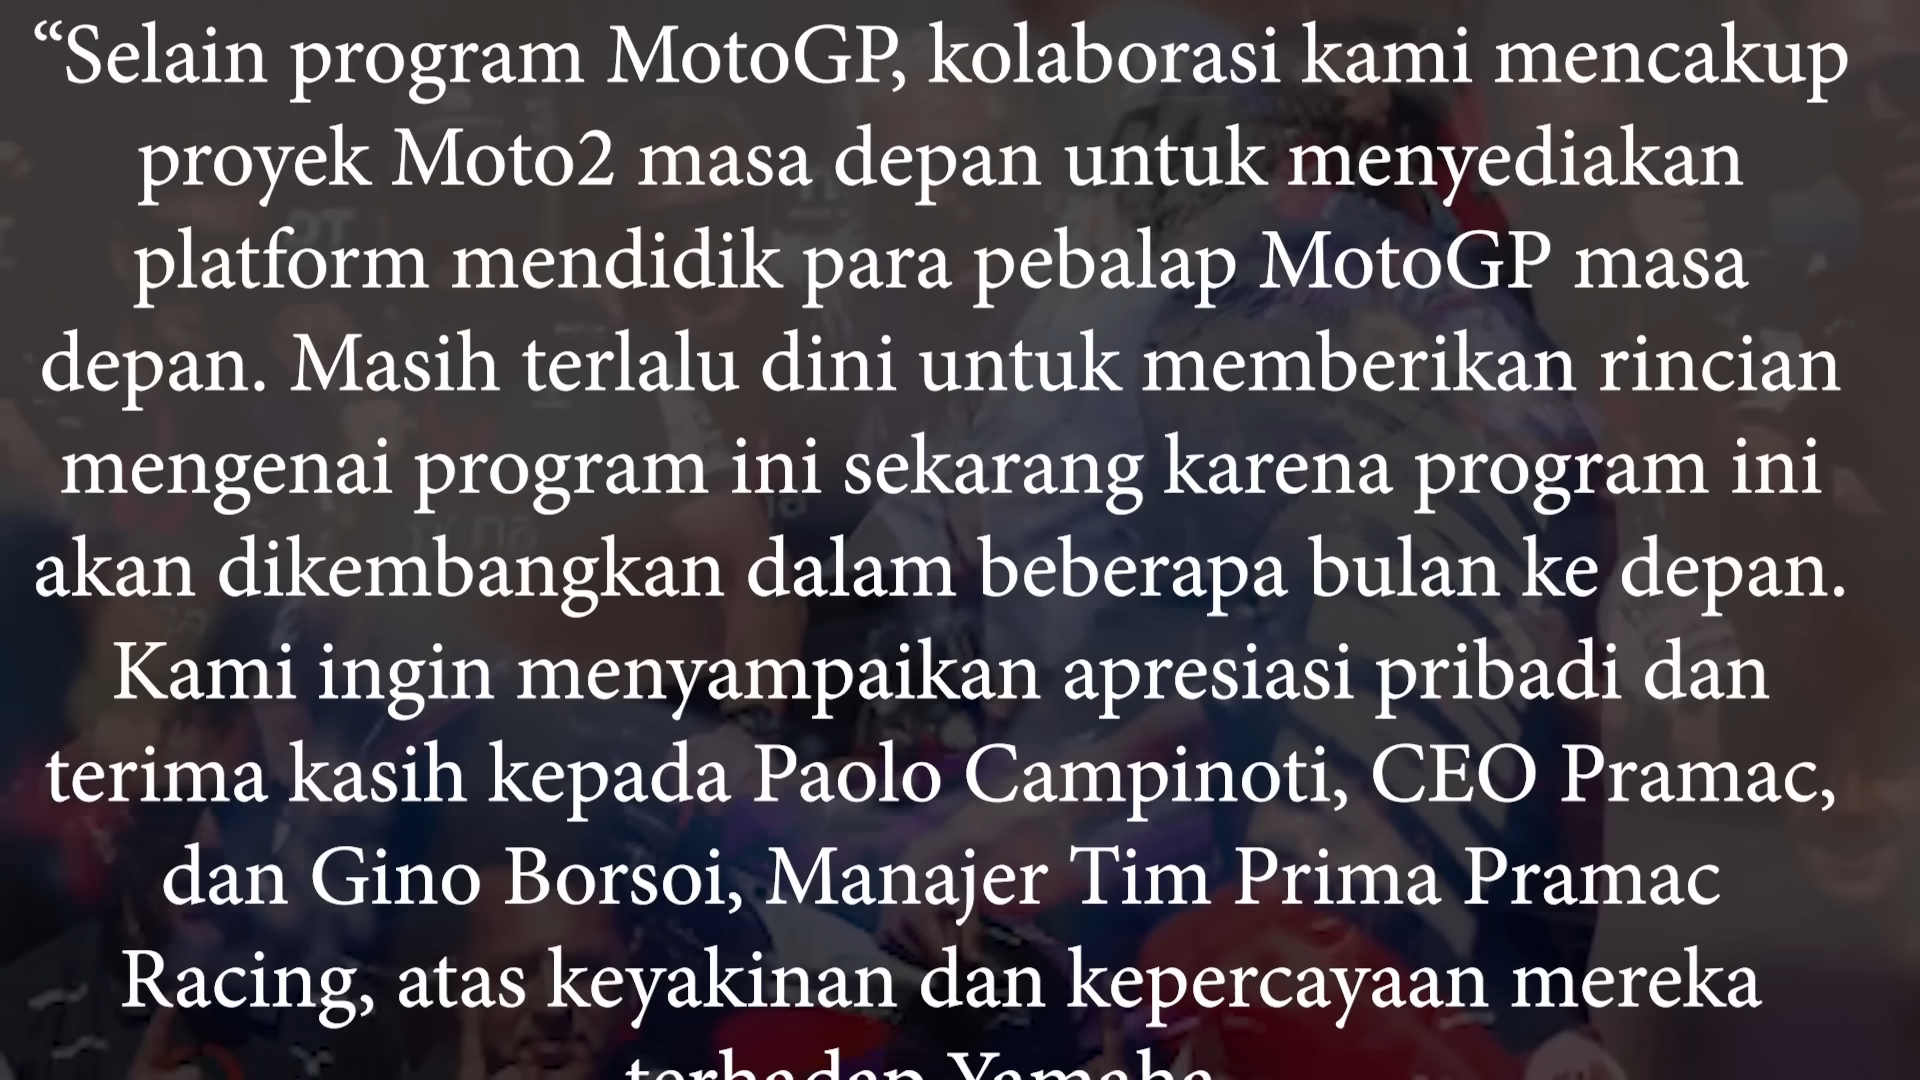 “Selain program MotoGP, kolaborasi kami mencakup
proyek Moto2 masa depan untuk menyediakan
platform mendidik para pebalap MotoGP masa
depan. Masih terlalu dini untuk memberikan rincian
mengenai program ini sekarang karena program ini
akan dikembangkan dalam beberapa bulan ke depan.
Kami ingin menyampaikan apresiasi pribadi dan
terima kasih kepada Paolo Campinoti, CEO Pramac,
dan Gino Borsoi, Manajer Tim Prima Pramac
Racing, atas keyakinan dan kepercayaan mereka
terhadap Yamaha